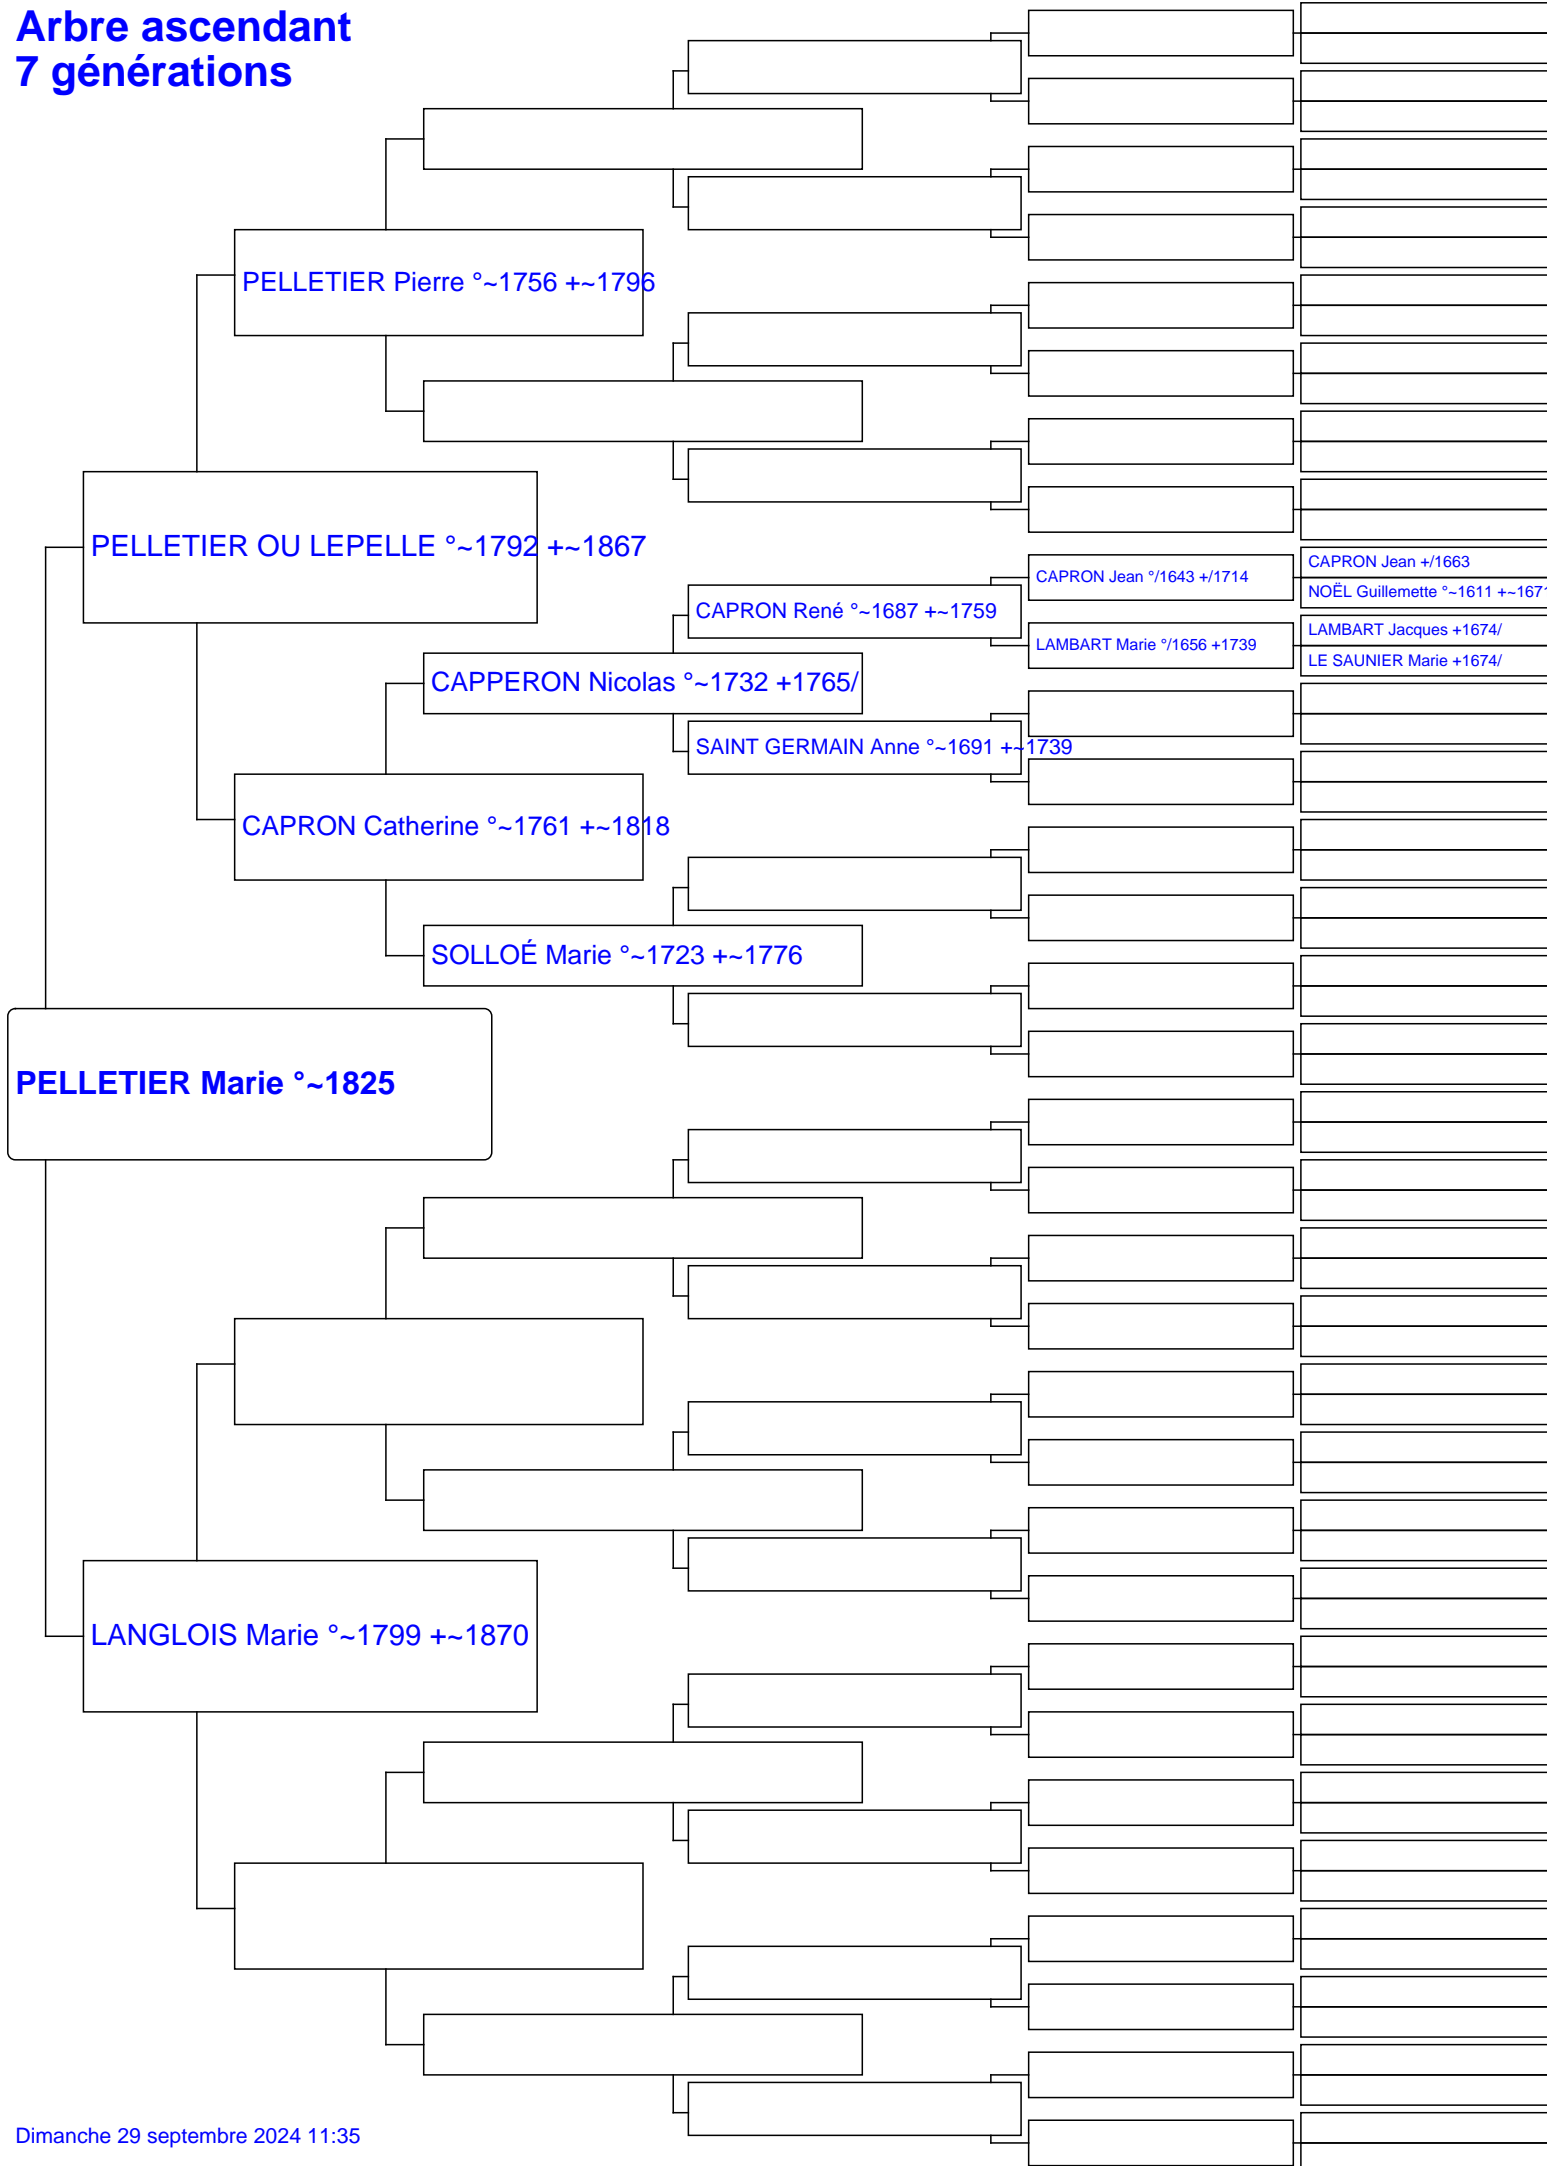 Arbre ascendant
7 générations
PELLETIER Pierre °~1756 +~1796
PELLETIER OU LEPELLE °~1792 +~1867
CAPRON Jean °/1643 +/1714
CAPRON Jean +/1663
NOËL Guillemette °~1611 +~1671
CAPRON René °~1687 +~1759
LAMBART Marie °/1656 +1739
LAMBART Jacques +1674/
LE SAUNIER Marie +1674/
CAPPERON Nicolas °~1732 +1765/
SAINT GERMAIN Anne °~1691 +~1739
CAPRON Catherine °~1761 +~1818
SOLLOÉ Marie °~1723 +~1776
PELLETIER Marie °~1825
LANGLOIS Marie °~1799 +~1870
Dimanche 29 septembre 2024 11:35